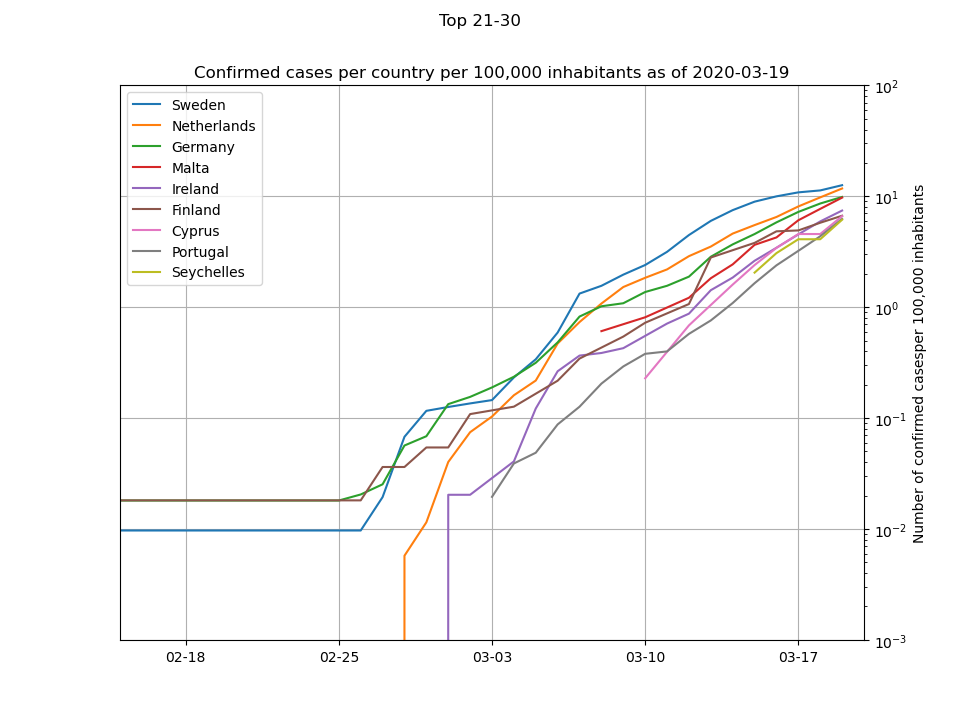 Top 21-30
Confirmed cases per country per 100,000 inhabitants as of 2020-03-19
Sweden
Netherlands
Germany
Malta
Ireland
Finland
Cyprus
Portugal
Seychelles
10²
10¹
10⁰
10⁻¹
10⁻²
10⁻³
Number of confirmed casesper 100,000 inhabitants
02-18 02-25 03-03 03-10 03-17